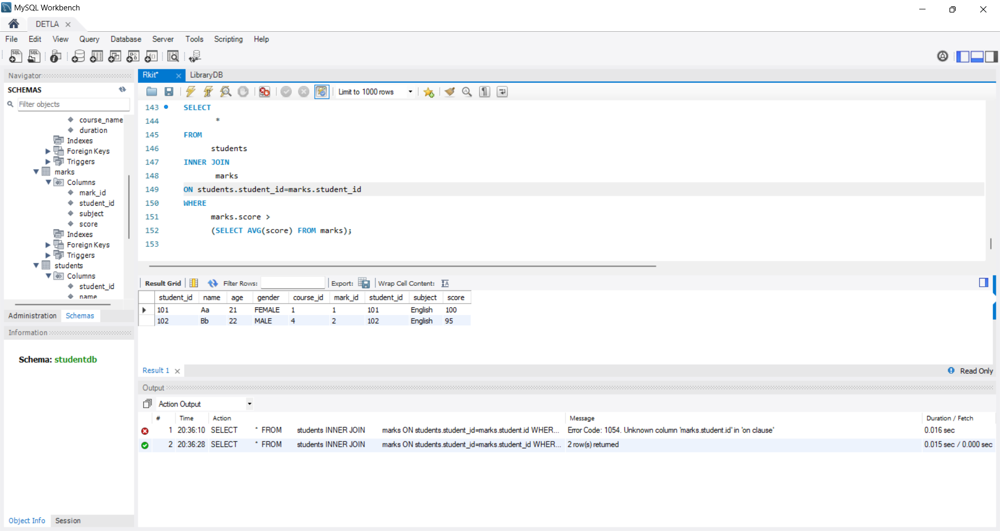 MySQL Workbench
DETLA
File Edit View Query Database Server Tools Scripting Help
Navigator
SCHEMAS
Filter objects
course_name
duration
Indexes
Foreign Keys
Triggers
marks
Columns
mark_id
student_id
subject
score
Indexes
Foreign Keys
Triggers
students
Columns
student_id
name
Administration Schemas
Information
Schema: studentdb
Object Info Session
Rkit* LibraryDB
Limit to 1000 rows
143 SELECT
144 *
145 FROM
146 students
147 INNER JOIN
148 marks
149 ON students.student_id=marks.student_id
150 WHERE
151 marks.score >
152 (SELECT AVG(score) FROM marks);
153
Result Grid Filter Rows: Export: Wrap Cell Content:
student_id name age gender course_id mark_id student_id subject score
101 Aa 21 FEMALE 1 1 101 English 100
102 Bb 22 MALE 4 2 102 English 95
Result 1 Read Only
Output
Action Output
# Time Action Message Duration / Fetch
1 20:36:10 SELECT * FROM students INNER JOIN marks ON students.student_id=marks.student.id WHER... Error Code: 1054. Unknown column 'marks.student.id' in 'on clause' 0.016 sec
2 20:36:28 SELECT * FROM students INNER JOIN marks ON students.student_id=marks.student_id WHER... 2 row(s) returned 0.015 sec / 0.000 sec